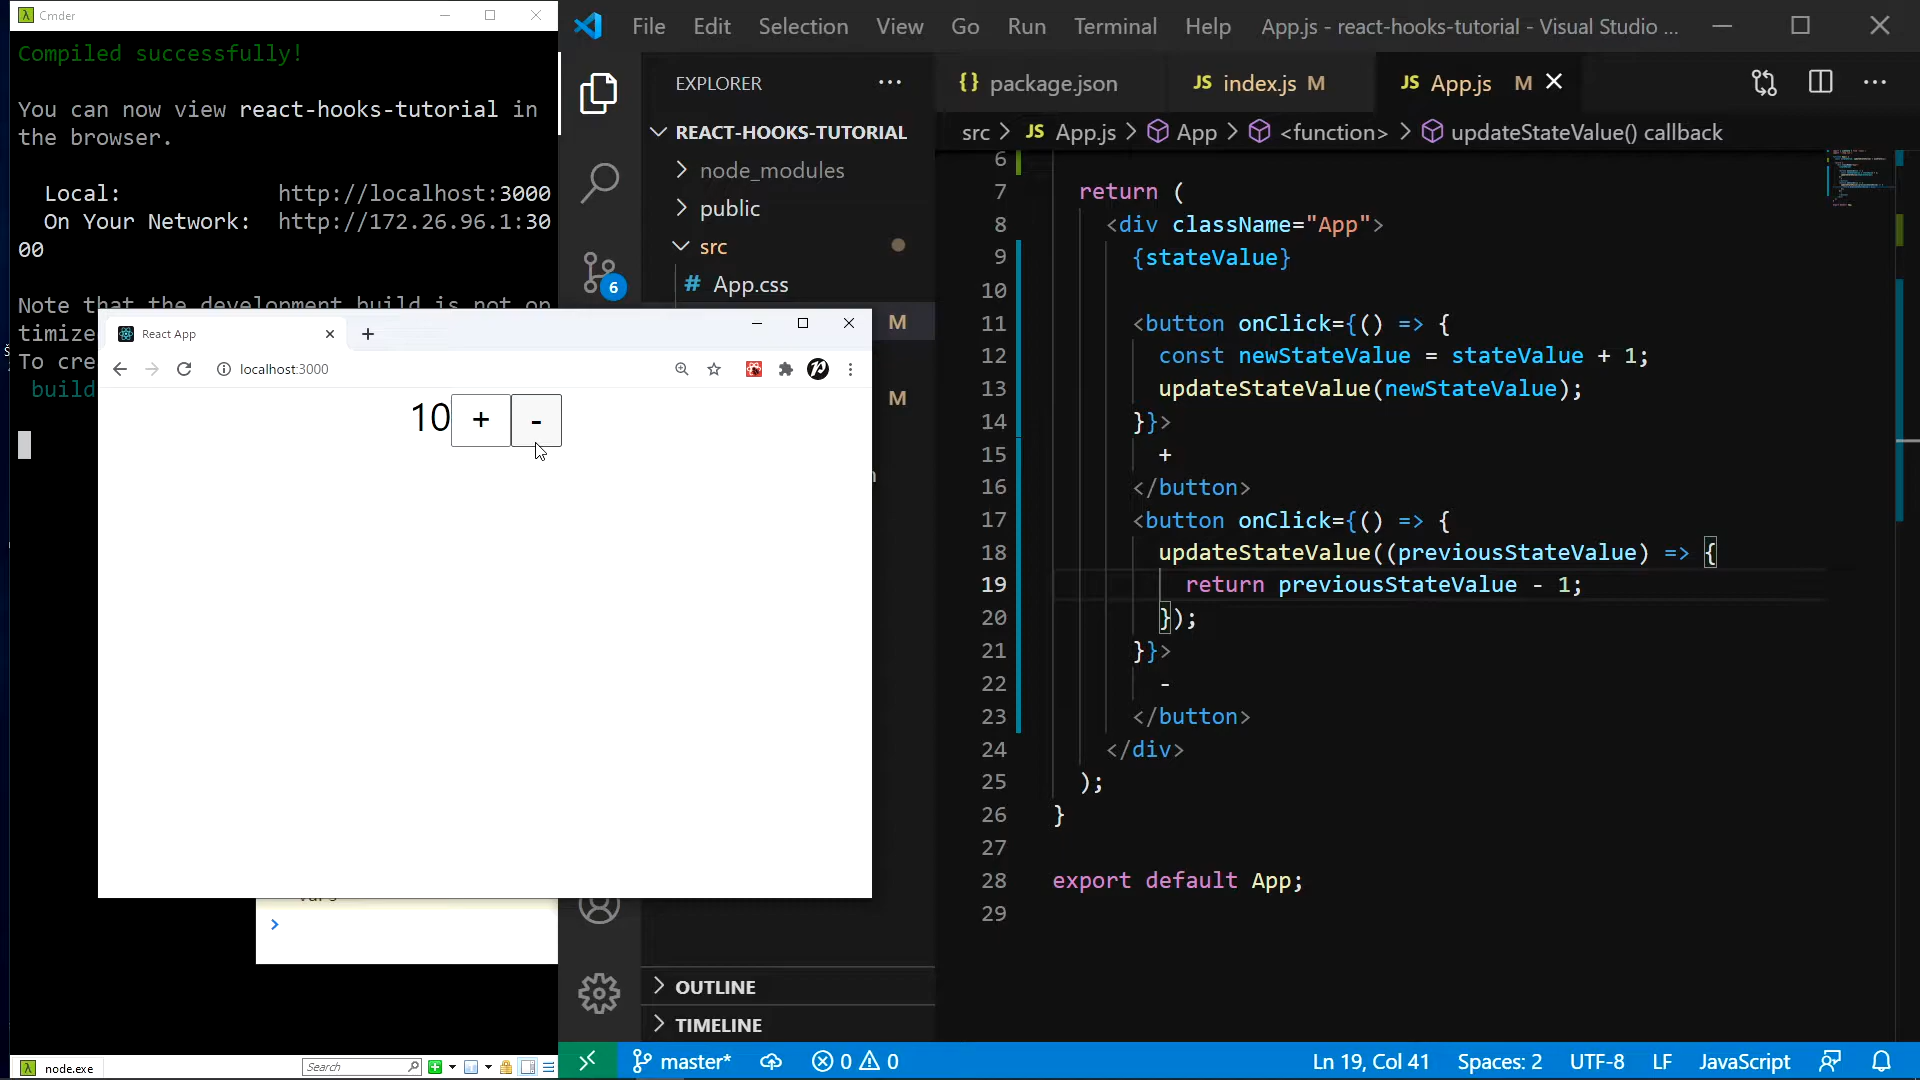 Cmder
Compiled successfully!
You can now view react-hooks-tutorial in
the browser.
Local: http://localhost:3000
On Your Network: http://172.26.96.1:30
00
Note that the development build is not op
timize
To cre
build
React App
localhost:3000
10 + -
node.exe
Search
File Edit Selection View Go Run Terminal Help App.js - react-hooks-tutorial - Visual Studio ...
EXPLORER
REACT-HOOKS-TUTORIAL
node_modules
public
src
# App.css
M
M
6
OUTLINE
TIMELINE
{} package.json JS index.js M JS App.js M
src > JS App.js > App > <function> > updateStateValue() callback
6
7 return (
8 <div className="App">
9 {stateValue}
10
11 <button onClick={() => {
12 const newStateValue = stateValue + 1;
13 updateStateValue(newStateValue);
14 }}>
15 +
16 </button>
17 <button onClick={() => {
18 updateStateValue((previousStateValue) => {
19 return previousStateValue - 1;
20 });
21 }}>
22 -
23 </button>
24 </div>
25 );
26 }
27
28 export default App;
29
master* 0 0 Ln 19, Col 41 Spaces: 2 UTF-8 LF JavaScript